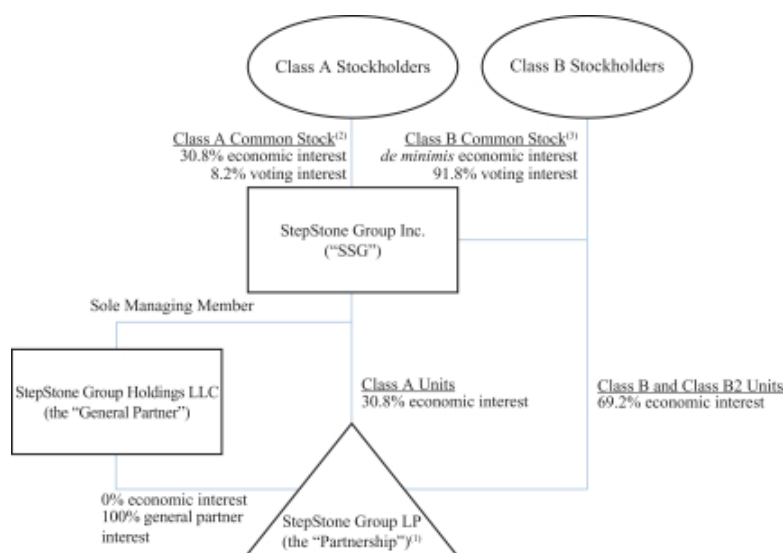 Class A Stockholders
Class B Stockholders
Class A Common Stock(2)
30.8% economic interest
8.2% voting interest
Class B Common Stock(3)
de minimis economic interest
91.8% voting interest
StepStone Group Inc.
(“SSG”)
Sole Managing Member
StepStone Group Holdings LLC
(the “General Partner”)
Class A Units
30.8% economic interest
Class B and Class B2 Units
69.2% economic interest
0% economic interest
100% general partner
interest
StepStone Group LP
(the “Partnership”)(1)